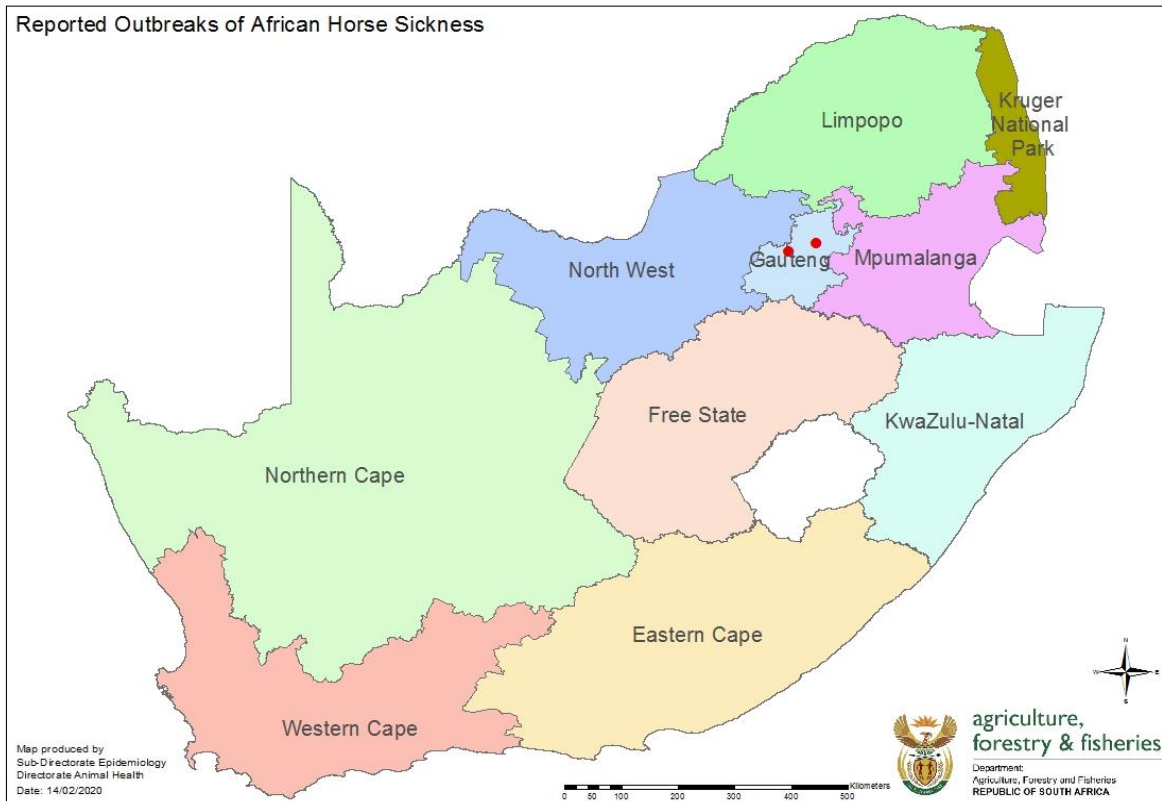 Reported Outbreaks of African Horse Sickness
Limpopo
Kruger
National
Park
North West
Gauteng
Mpumalanga
Free State
KwaZulu-Natal
Northern Cape
Eastern Cape
Western Cape
N
W
E
S
Map produced by
Sub-Directorate Epidemiology
Directorate Animal Health
Date: 14/02/2020
Kilometers
0 50 100 200 300 400 500
agriculture,
forestry & fisheries
Department:
Agriculture, Forestry and Fisheries
REPUBLIC OF SOUTH AFRICA